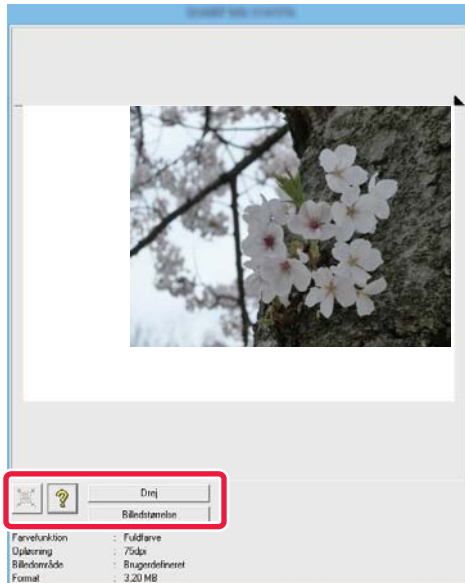 ?
Drej
Billedstørrelse
Farvefunktion : Fuldfarve
Opløsning : 75dpi
Billedområde : Brugerdefineret
Format : 3,20 MB